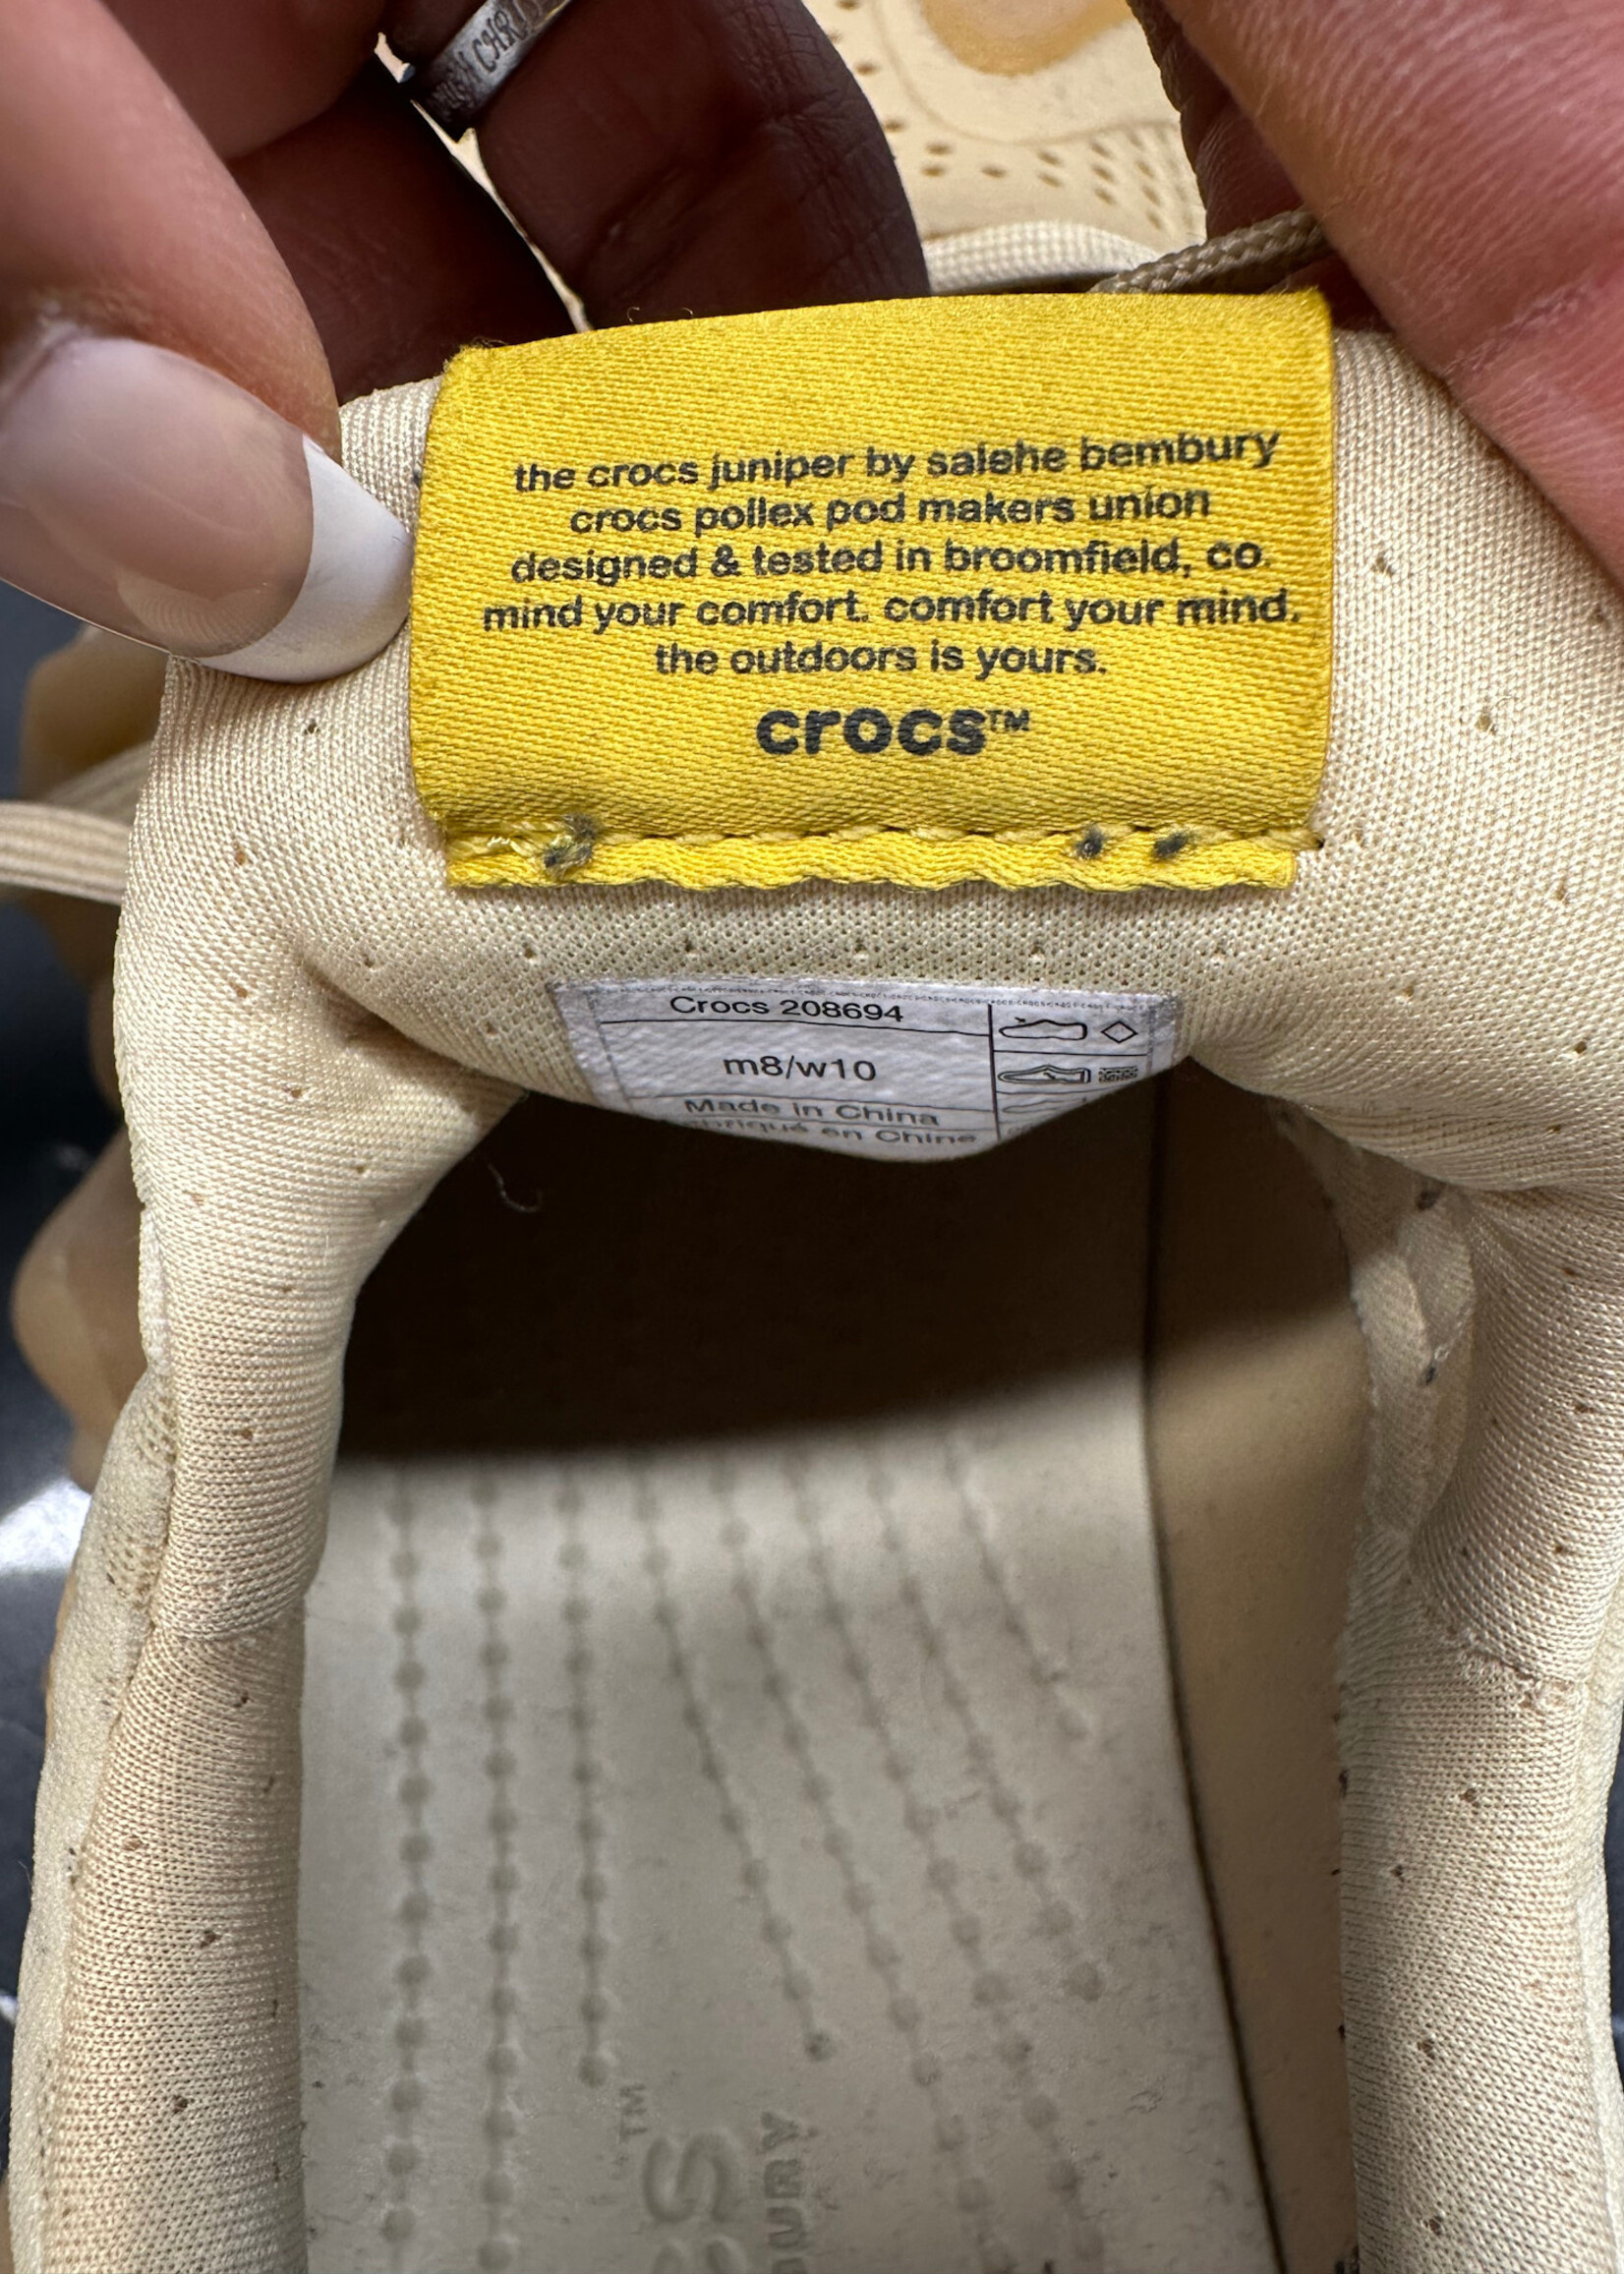 the crocs juniper by salehe bembury
crocs pollex pod makers union
designed & tested in broomfield, co.
mind your comfort. comfort your mind.
the outdoors is yours.
crocs™
Crocs 208694
m8/w10
Made in China
en Chine
™